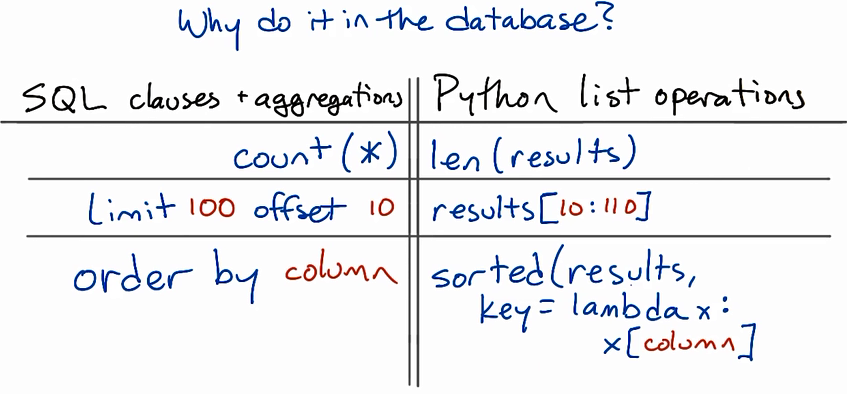 Why do it in the database?
SQL clauses + aggregations
Python list operations
count (*)
len (results)
limit 100 offset 10
results[10:110]
order by column
sorted(results,
key = lambda x:
x[column]